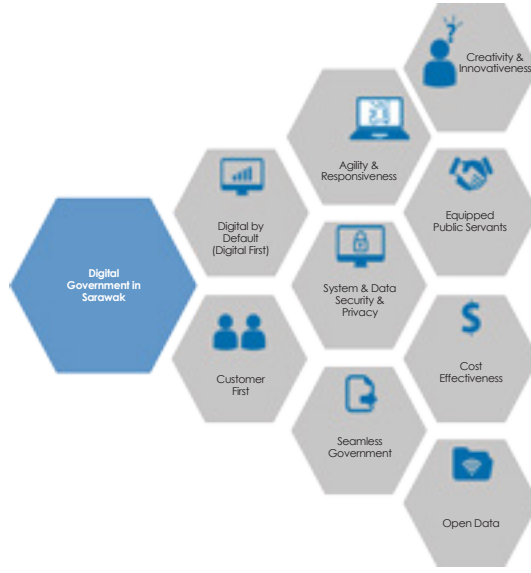 Creativity &
Innovativeness
Agility &
Responsiveness
Digital by
Default
(Digital First)
Equipped
Public Servants
Digital
Government in
Sarawak
System & Data
Security &
Privacy
Customer
First
Cost
Effectiveness
Seamless
Government
Open Data